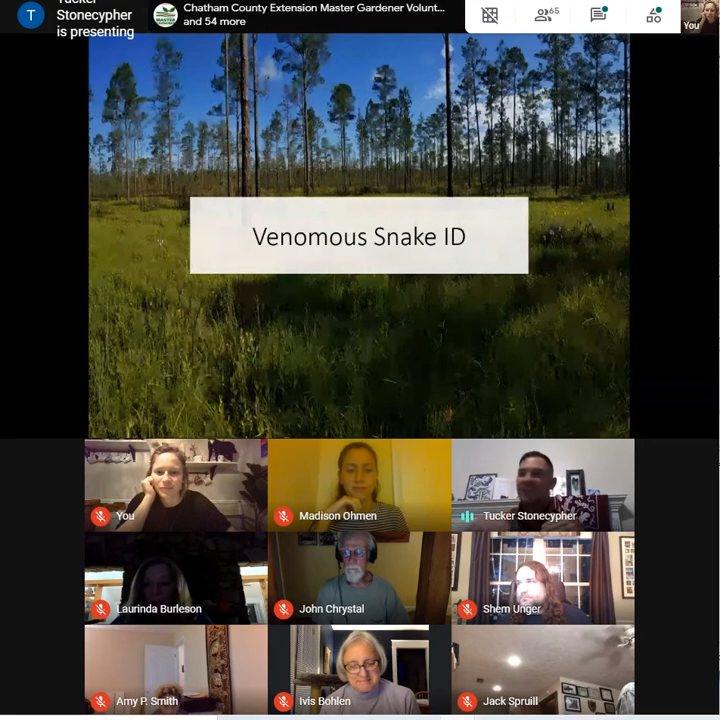 T
Tucker
Stonecypher
is presenting
Chatham County Extension Master Gardener Volunt...
and 54 more
65
You
Venomous Snake ID
You
Madison Ohmen
Tucker Stonecypher
Laurinda Burleson
John Chrystal
Shem Unger
Amy P. Smith
Ivis Bohlen
Jack Spruill